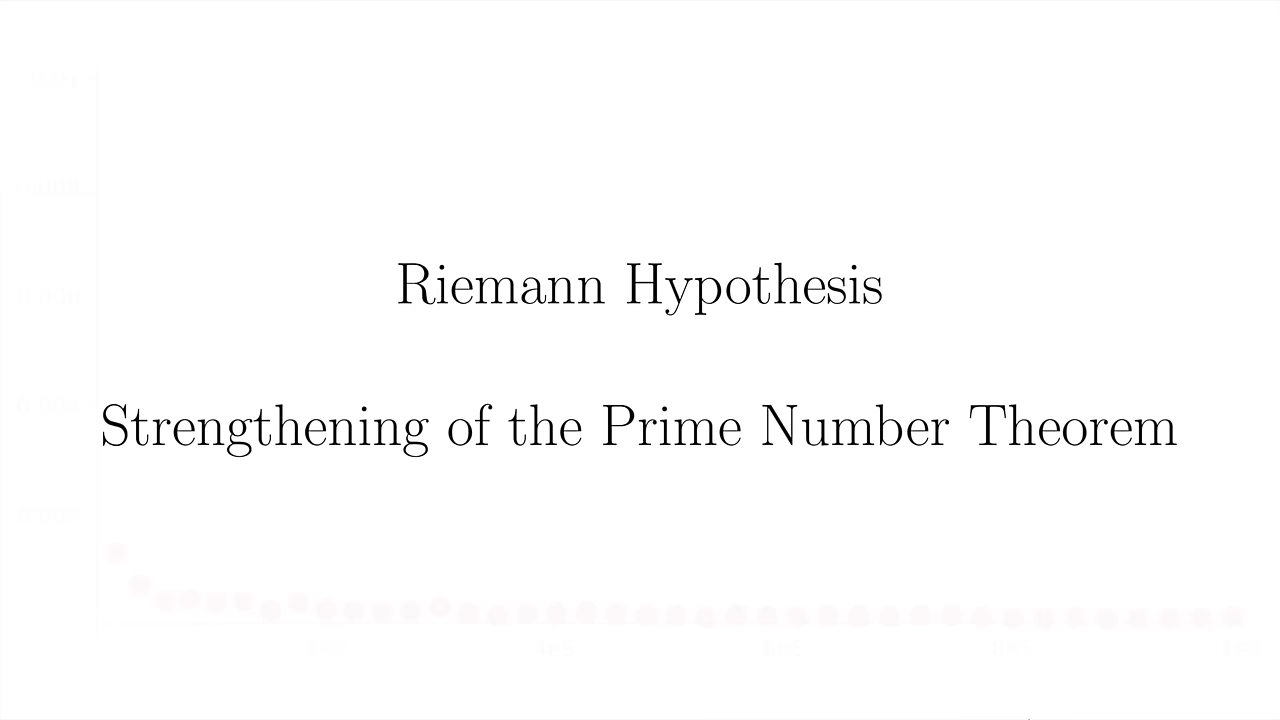 Riemann Hypothesis
Strengthening of the Prime Number Theorem